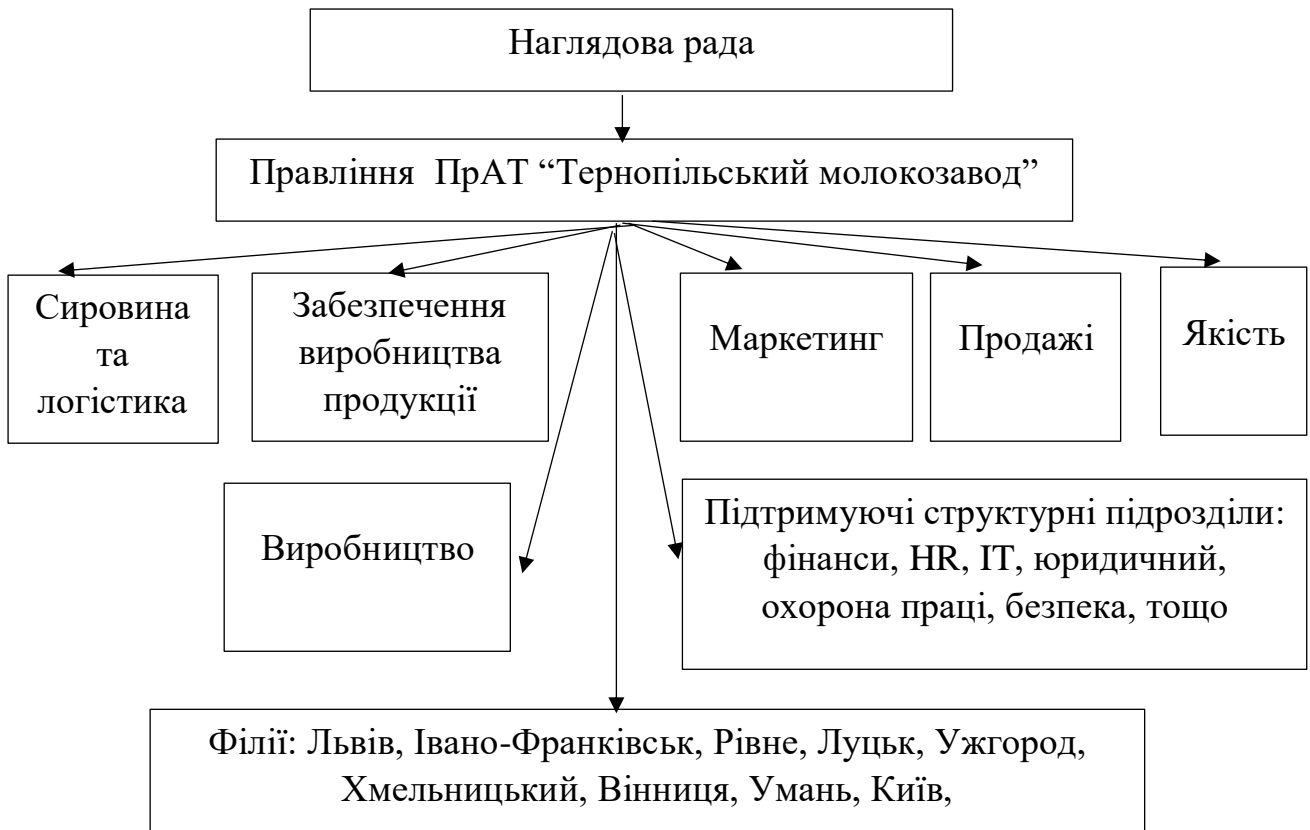 Наглядова рада
Правління ПрАТ “Тернопільський молокозавод”
Сировина
та
логістика
Забезпечення
виробництва
продукції
Маркетинг
Продажі
Якість
Виробництво
Підтримуючі структурні підрозділи:
фінанси, HR, IT, юридичний,
охорона праці, безпека, тощо
Філії: Львів, Івано-Франківськ, Рівне, Луцьк, Ужгород,
Хмельницький, Вінниця, Умань, Київ,